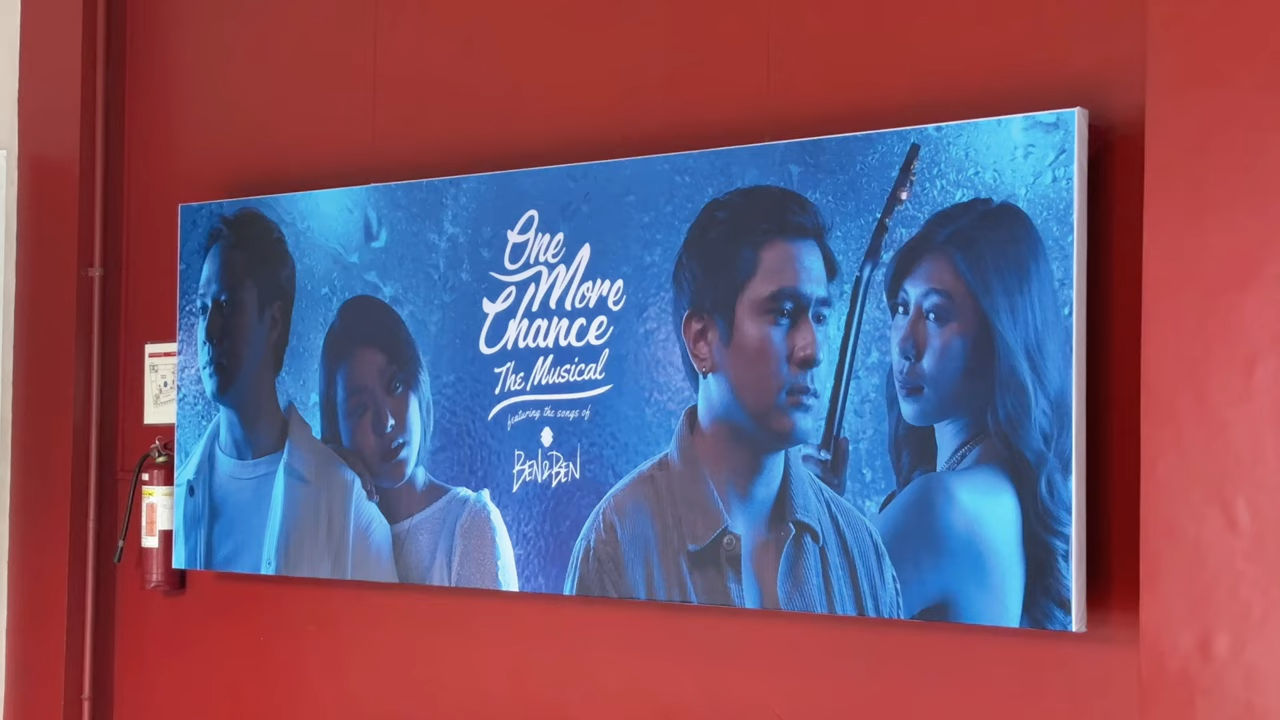 One
More
Chance
The Musical
featuring the songs of
BEN&BEN